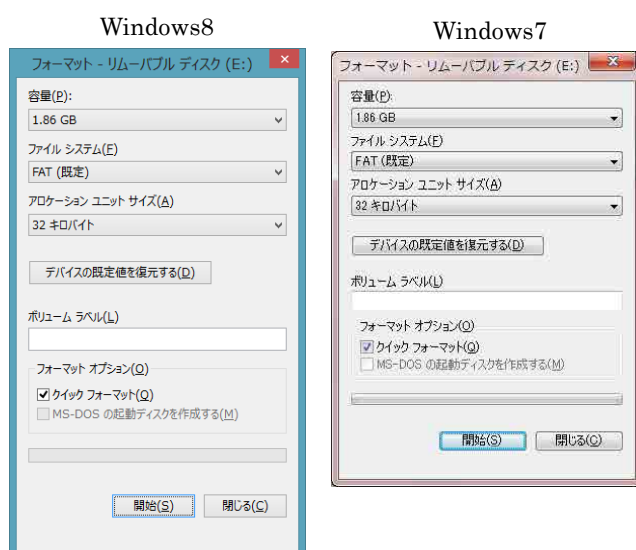 Windows8
フォーマット - リムーバブル ディスク (E:)
容量(P):
1.86 GB
ファイル システム(F)
FAT (既定)
アロケーション ユニット サイズ(A)
32 キロバイト
デバイスの既定値を復元する(D)
ボリューム ラベル(L)
フォーマット オプション(O)
クイック フォーマット(Q)
MS-DOS の起動ディスクを作成する(M)
開始(S)
閉じる(C)
Windows7
フォーマット - リムーバブル ディスク (E:)
容量(P):
1.86 GB
ファイル システム(F)
FAT (既定)
アロケーション ユニット サイズ(A)
32 キロバイト
デバイスの既定値を復元する(D)
ボリューム ラベル(L)
フォーマット オプション(O)
クイック フォーマット(Q)
MS-DOS の起動ディスクを作成する(M)
開始(S)
閉じる(C)